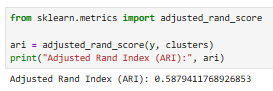 from sklearn.metrics import adjusted_rand_score
ari = adjusted_rand_score(y, clusters)
print("Adjusted Rand Index (ARI):", ari)
Adjusted Rand Index (ARI): 0.5879411768926853